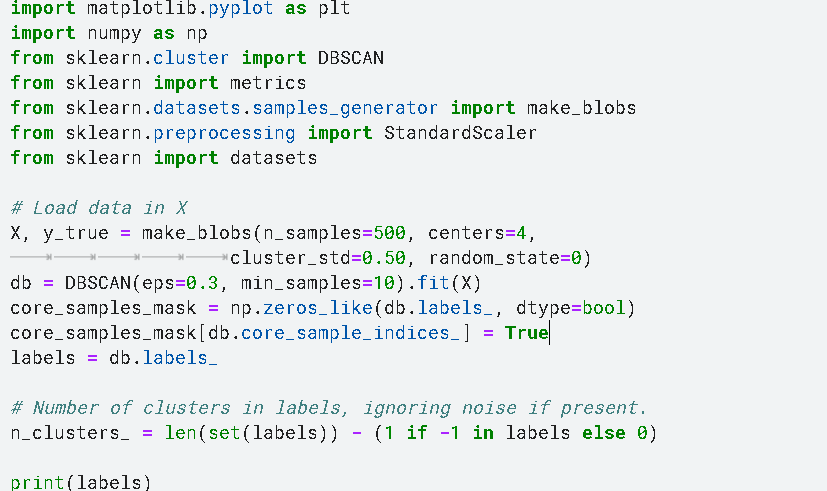 import matplotlib.pyplot as plt
import numpy as np
from sklearn.cluster import DBSCAN
from sklearn import metrics
from sklearn.datasets.samples_generator import make_blobs
from sklearn.preprocessing import StandardScaler
from sklearn import datasets
# Load data in X
X, y_true = make_blobs(n_samples=500, centers=4,
cluster_std=0.50, random_state=0)
db = DBSCAN(eps=0.3, min_samples=10).fit(X)
core_samples_mask = np.zeros_like(db.labels_, dtype=bool)
core_samples_mask[db.core_sample_indices_] = True
labels = db.labels_
# Number of clusters in labels, ignoring noise if present.
n_clusters_ = len(set(labels)) - (1 if -1 in labels else 0)
print(labels)